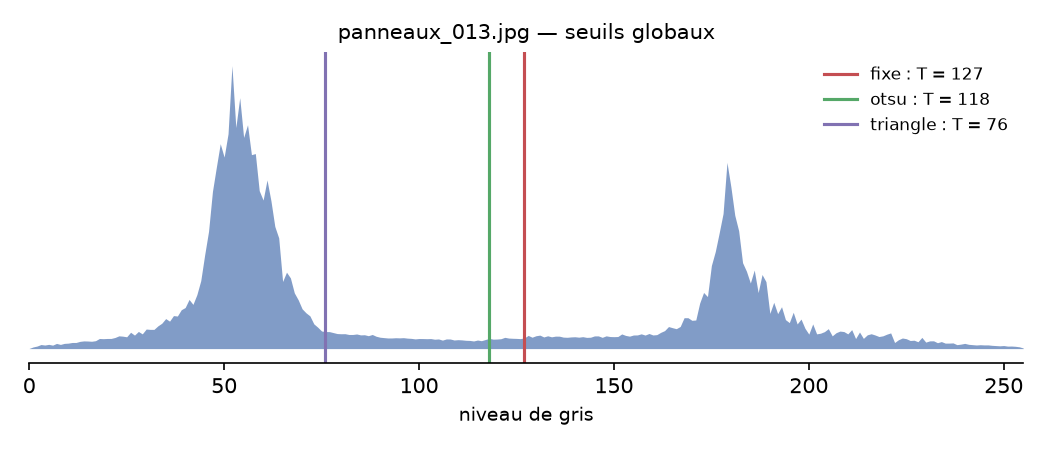 panneaux_013.jpg — seuils globaux
fixe : T = 127
otsu : T = 118
triangle : T = 76
0 50 100 150 200 250
niveau de gris